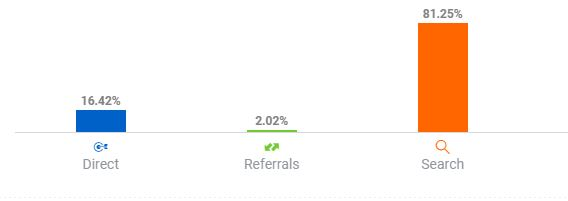 81.25%
16.42%
2.02%
Direct
Referrals
Search